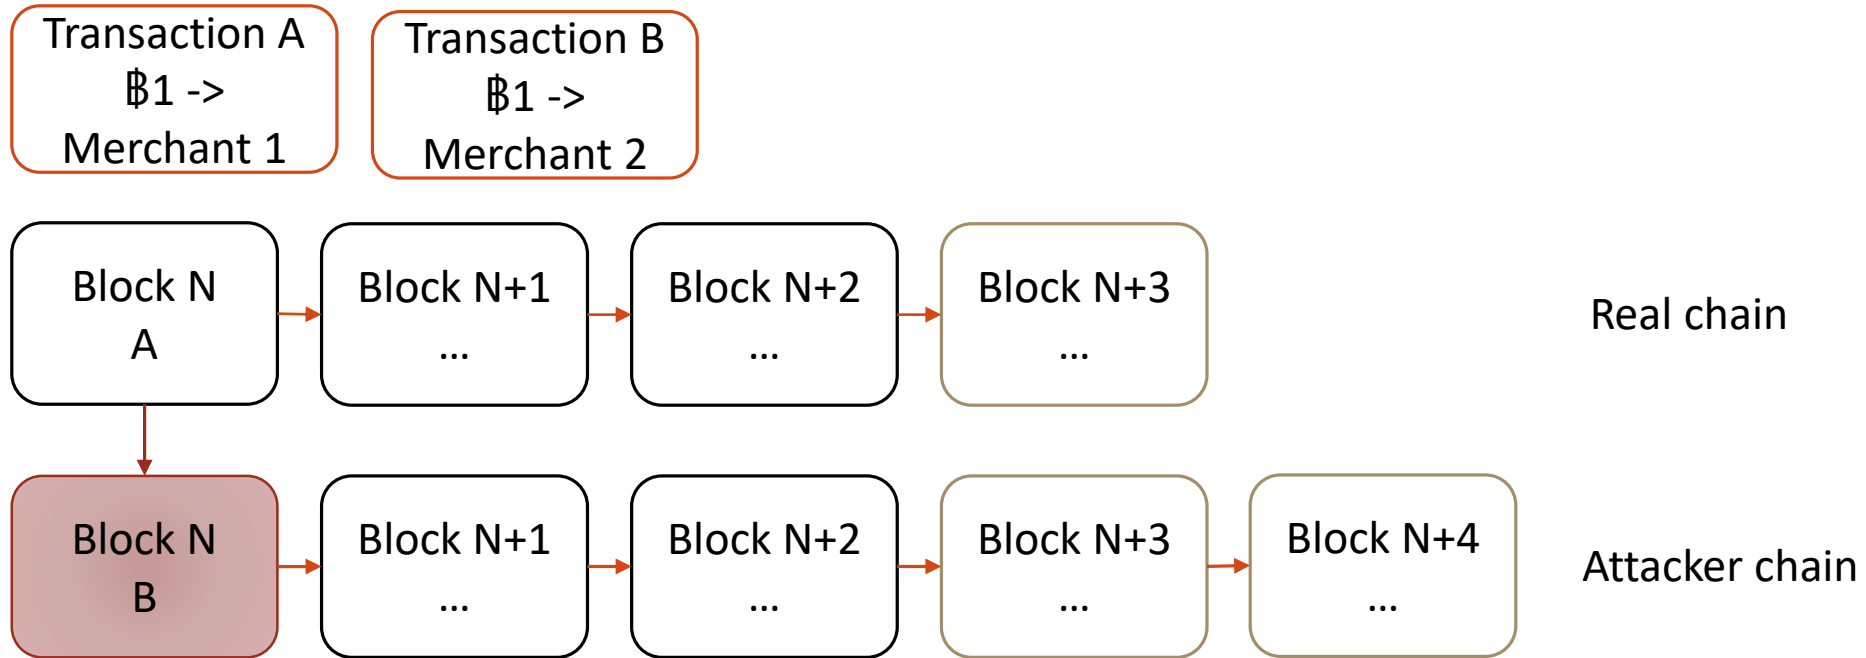 Transaction A
฿1 ->
Merchant 1
Transaction B
฿1 ->
Merchant 2
Block N
A
Block N+1
...
Block N+2
...
Block N+3
...
Real chain
Block N
B
Block N+1
...
Block N+2
...
Block N+3
...
Block N+4
...
Attacker chain